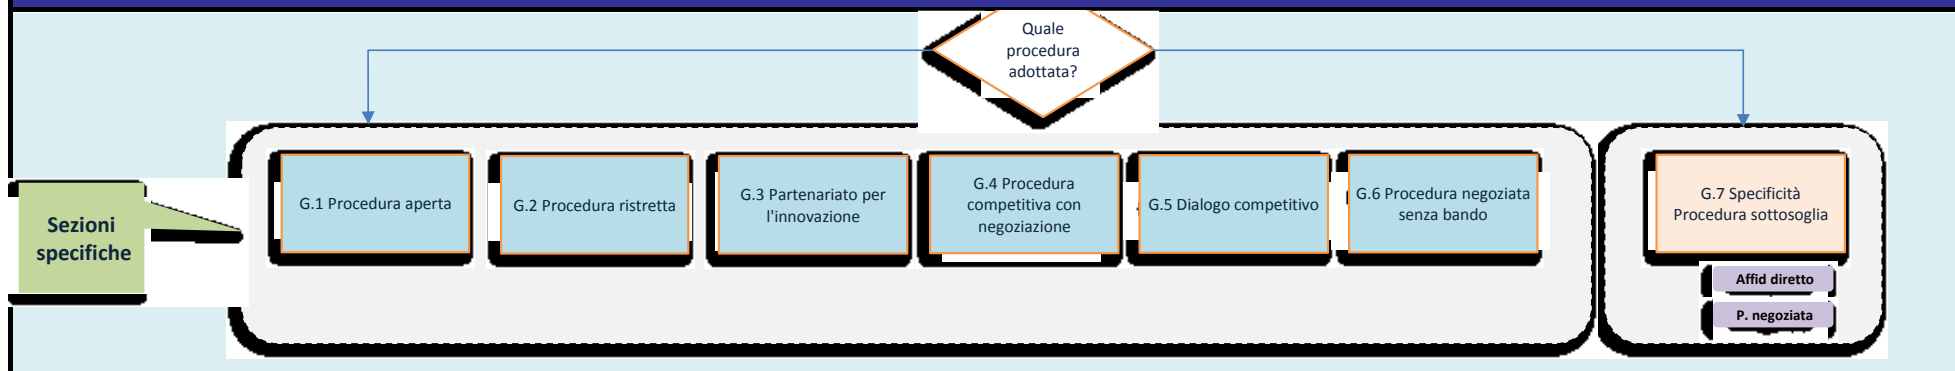 Quale
procedura
adottata?
Sezioni
specifiche
G.1 Procedura aperta
G.2 Procedura ristretta
G.3 Partenariato per
l'innovazione
G.4 Procedura
competitiva con
negoziazione
G.5 Dialogo competitivo
G.6 Procedura negoziata
senza bando
G.7 Specificità
Procedura sottosoglia
Affid diretto
P. negoziata